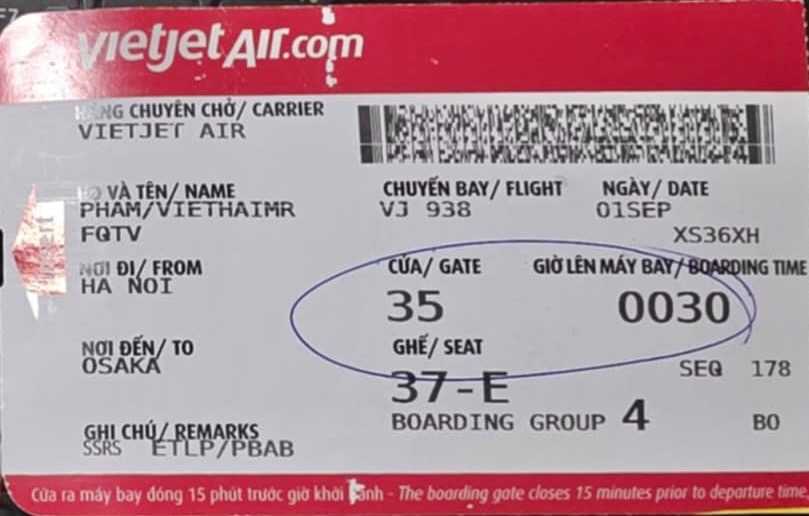 vietjetAir.com
HÃNG CHUYÊN CHỞ/ CARRIER
VIETJET AIR
HỌ VÀ TÊN/ NAME
PHAM/VIETHAIMR
FQTV
CHUYẾN BAY/ FLIGHT
VJ 938
NGÀY/ DATE
01SEP
XS36XH
NƠI ĐI/ FROM
HA NOI
CỬA/ GATE
35
GIỜ LÊN MÁY BAY/ BOARDING TIME
0030
NƠI ĐẾN/ TO
OSAKA
GHẾ/ SEAT
37-E
SEQ 178
BOARDING GROUP 4
BO
GHI CHÚ/ REMARKS
SSRS ETLP/PBAB
Cửa ra máy bay đóng 15 phút trước giờ khởi hành - The boarding gate closes 15 minutes prior to departure time.